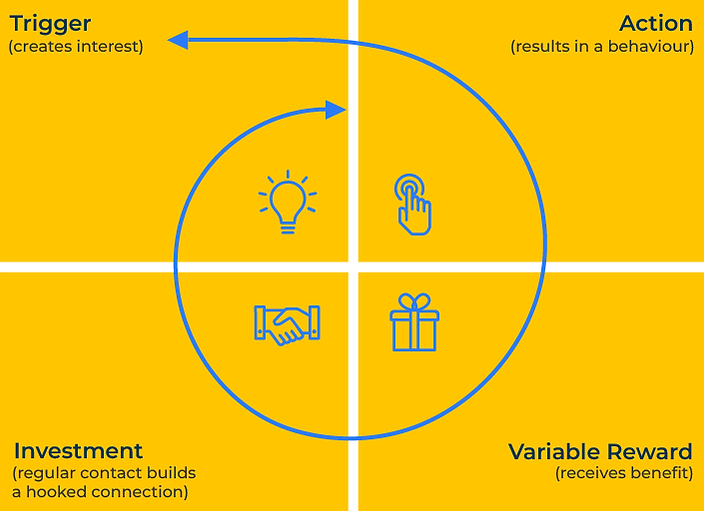 Trigger
(creates interest)
Action
(results in a behaviour)
Investment
(regular contact builds
a hooked connection)
Variable Reward
(receives benefit)